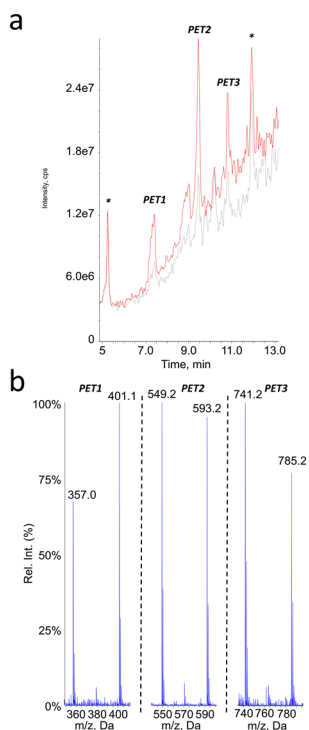 a
PET2
*
PET3
*
PET1
2.4e7
1.8e7
1.2e7
6.0e6
0
Intensity, cps
5 7.0 9.0 11.0 13.0
Time, min
b
PET1 PET2 PET3
401.1 549.2 593.2 741.2 785.2
357.0
100%
75%
50%
25%
0%
Rel. Int. (%)
360 380 400 550 570 590 740 760 780
m/z, Da m/z, Da m/z, Da